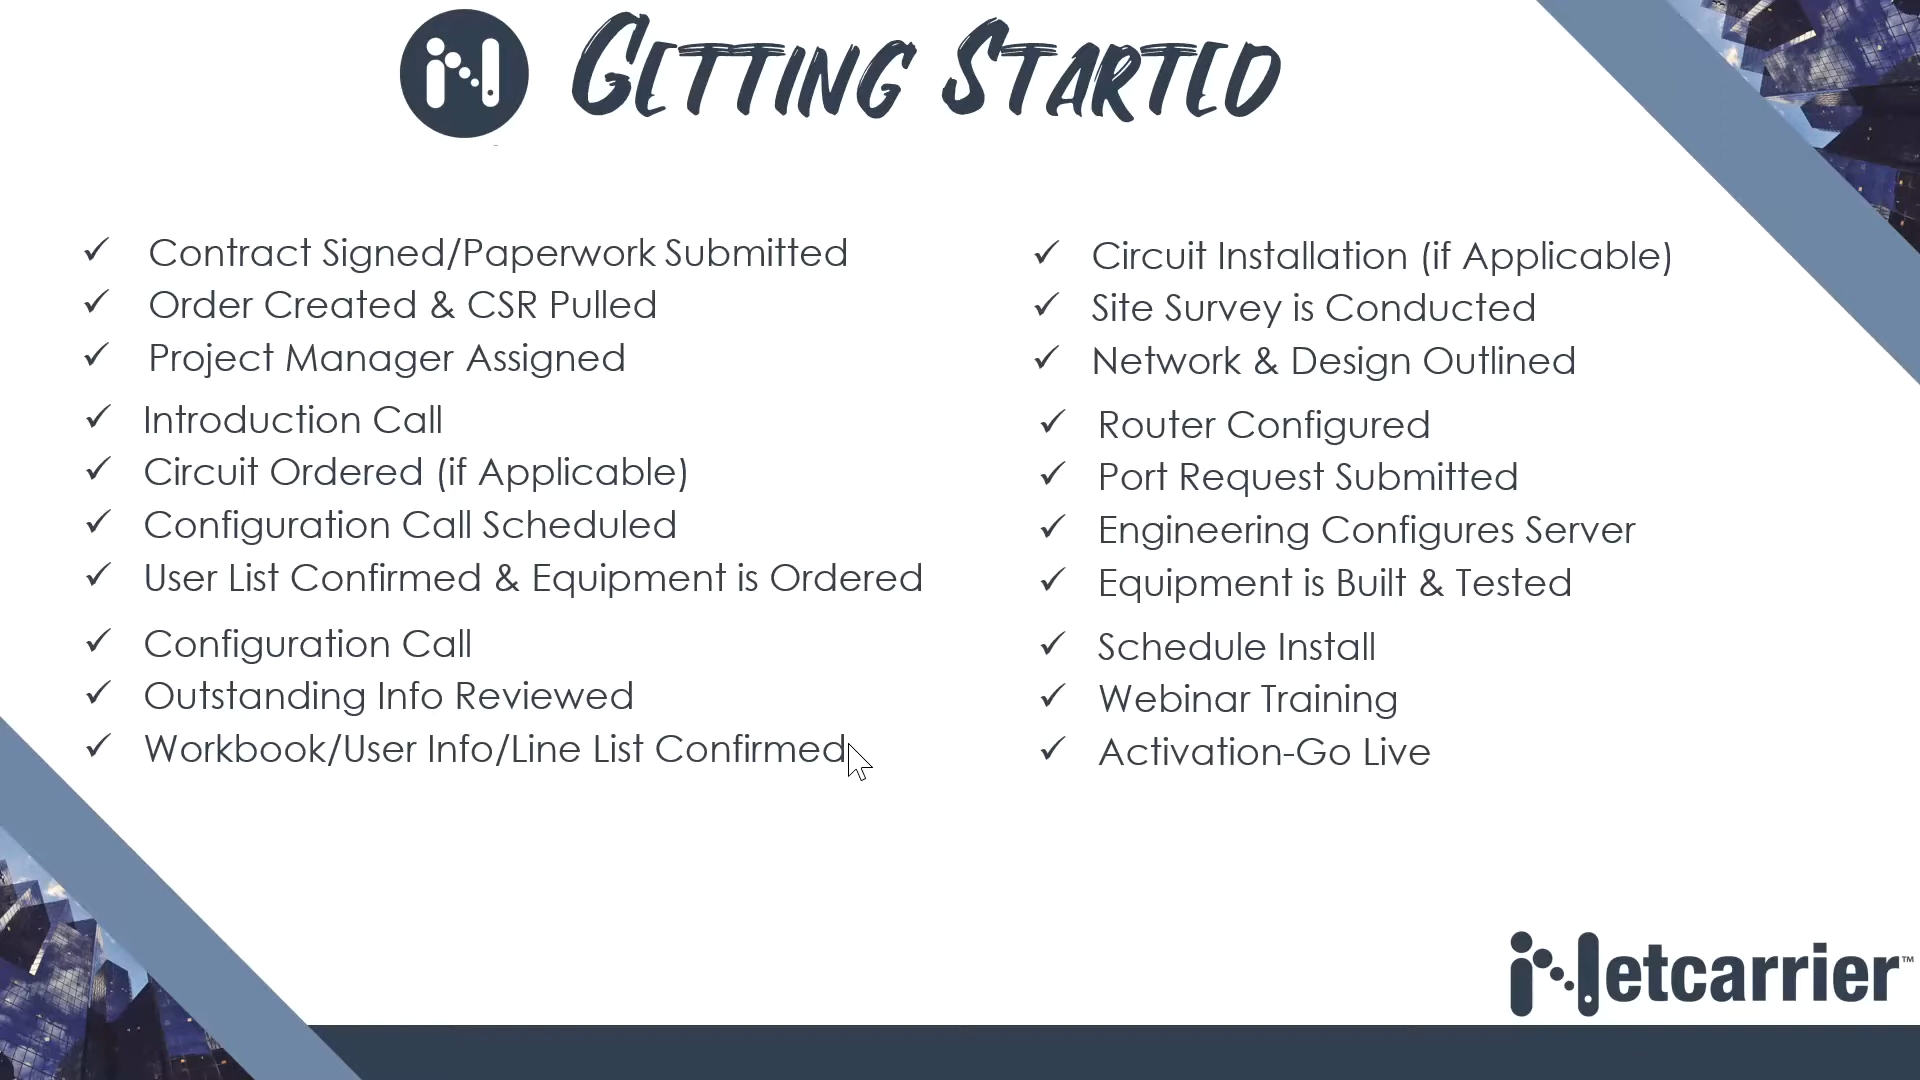 GETTING STARTED
Contract Signed/Paperwork Submitted
Order Created & CSR Pulled
Project Manager Assigned
Introduction Call
Circuit Ordered (if Applicable)
Configuration Call Scheduled
User List Confirmed & Equipment is Ordered
Configuration Call
Outstanding Info Reviewed
Workbook/User Info/Line List Confirmed
Circuit Installation (if Applicable)
Site Survey is Conducted
Network & Design Outlined
Router Configured
Port Request Submitted
Engineering Configures Server
Equipment is Built & Tested
Schedule Install
Webinar Training
Activation-Go Live
Netcarrier™